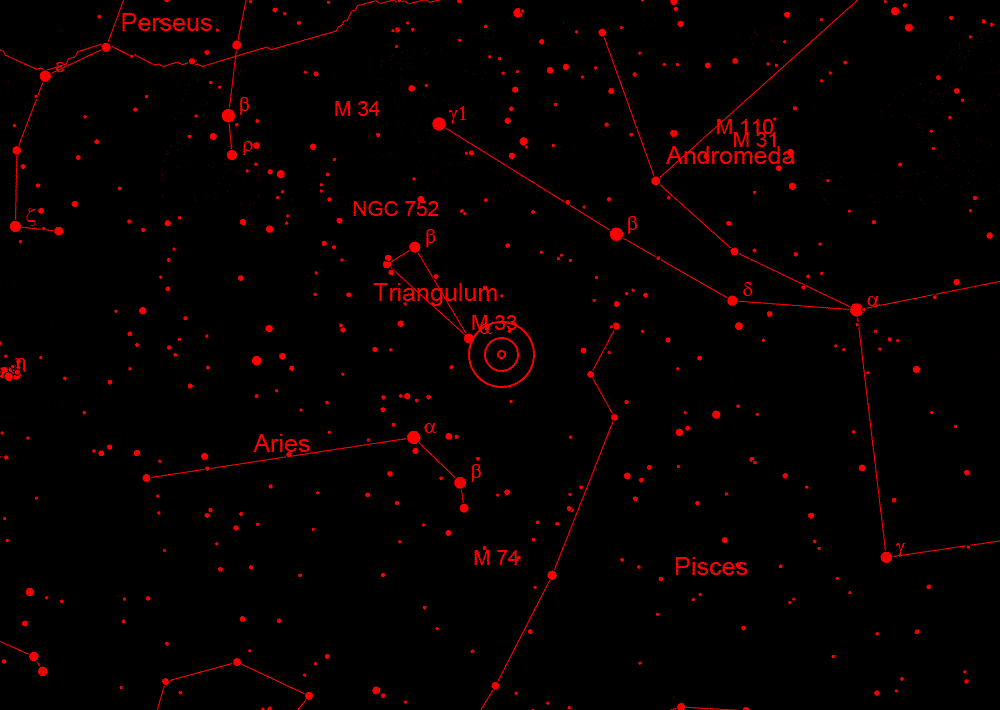 Perseus
ε
β
M 34
γ1
ρ
M 110
M 31
Andromeda
ζ
NGC 752
β
β
Triangulum
δ
α
M 33
α
η
α
Aries
β
γ
M 74
Pisces